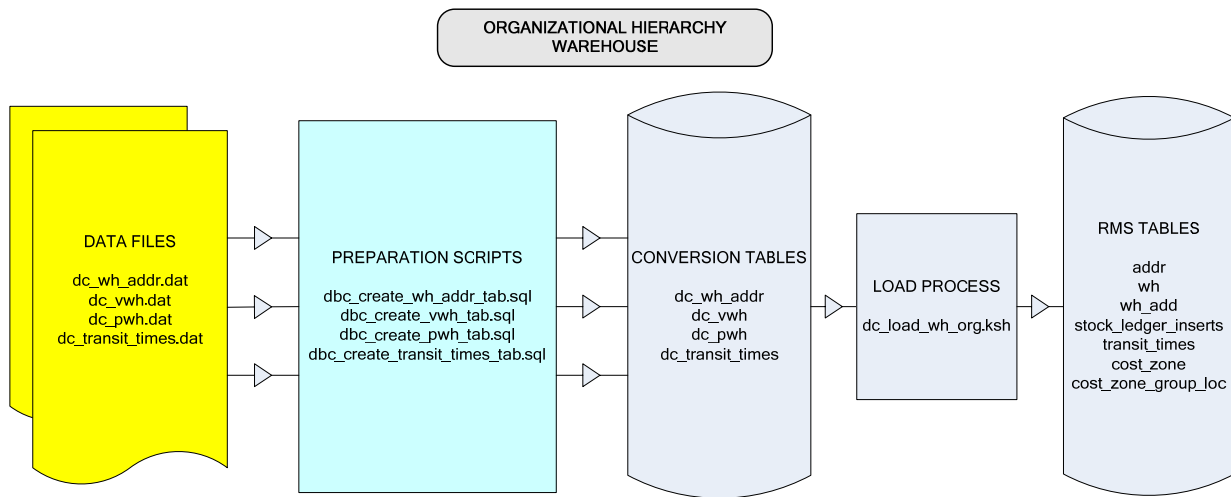 ORGANIZATIONAL HIERARCHY
WAREHOUSE
DATA FILES
dc_wh_addr.dat
dc_vwh.dat
dc_pwh.dat
dc_transit_times.dat
PREPARATION SCRIPTS
dbc_create_wh_addr_tab.sql
dbc_create_vwh_tab.sql
dbc_create_pwh_tab.sql
dbc_create_transit_times_tab.sql
CONVERSION TABLES
dc_wh_addr
dc_vwh
dc_pwh
dc_transit_times
LOAD PROCESS
dc_load_wh_org.ksh
RMS TABLES
addr
wh
wh_add
stock_ledger_inserts
transit_times
cost_zone
cost_zone_group_loc